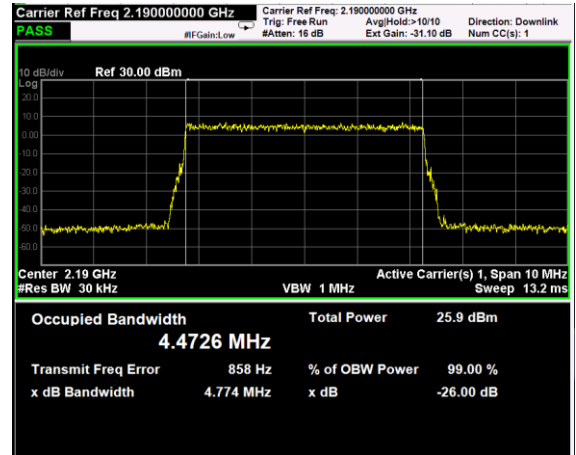 Carrier Ref Freq 2.190000000 GHz
PASS
#IFGain:Low
Carrier Ref Freq: 2.190000000 GHz
Trig: Free Run Avg|Hold:>10/10 Direction: Downlink
#Atten: 16 dB Ext Gain: -31.10 dB Num CC(s): 1
10 dB/div Ref 30.00 dBm
Log
20.0
10.0
0.00
-10.0
-20.0
-30.0
-40.0
-50.0
-60.0
Center 2.19 GHz Active Carrier(s) 1, Span 10 MHz
#Res BW 30 kHz VBW 1 MHz Sweep 13.2 ms
Occupied Bandwidth Total Power 25.9 dBm
4.4726 MHz
Transmit Freq Error 858 Hz % of OBW Power 99.00 %
x dB Bandwidth 4.774 MHz x dB -26.00 dB